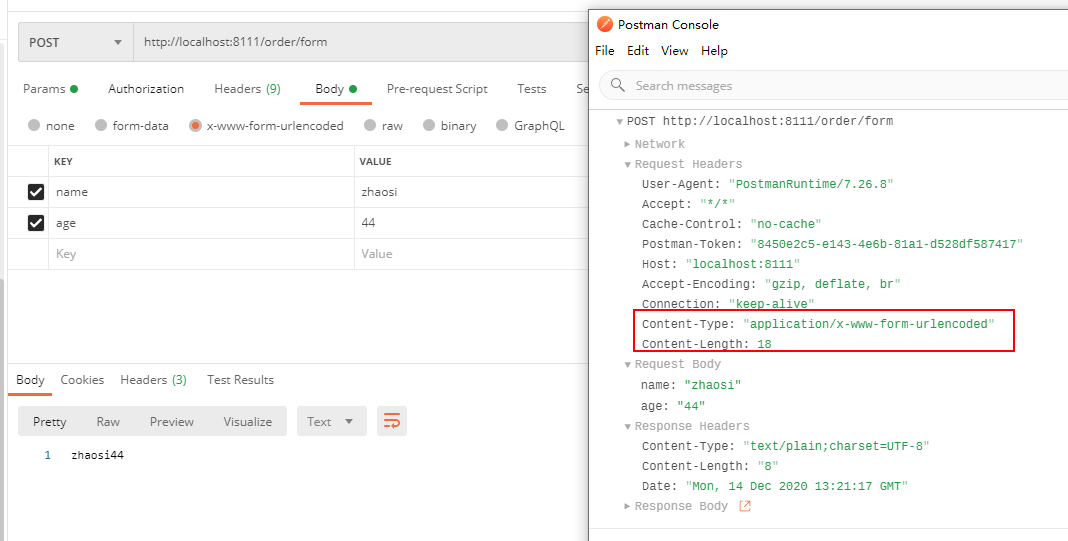 POST
http://localhost:8111/order/form
Params
Authorization
Headers (9)
Body
Pre-request Script
Tests
Se
none
form-data
x-www-form-urlencoded
raw
binary
GraphQL
KEY
VALUE
name
zhaosi
age
44
Key
Value
Body
Cookies
Headers (3)
Test Results
Pretty
Raw
Preview
Visualize
Text
1 zhaosi44
Postman Console
File Edit View Help
Search messages
POST http://localhost:8111/order/form
Network
Request Headers
User-Agent: "PostmanRuntime/7.26.8"
Accept: "*/*"
Cache-Control: "no-cache"
Postman-Token: "8450e2c5-e143-4e6b-81a1-d528df587417"
Host: "localhost:8111"
Accept-Encoding: "gzip, deflate, br"
Connection: "keep-alive"
Content-Type: "application/x-www-form-urlencoded"
Content-Length: 18
Request Body
name: "zhaosi"
age: "44"
Response Headers
Content-Type: "text/plain;charset=UTF-8"
Content-Length: "8"
Date: "Mon, 14 Dec 2020 13:21:17 GMT"
Response Body